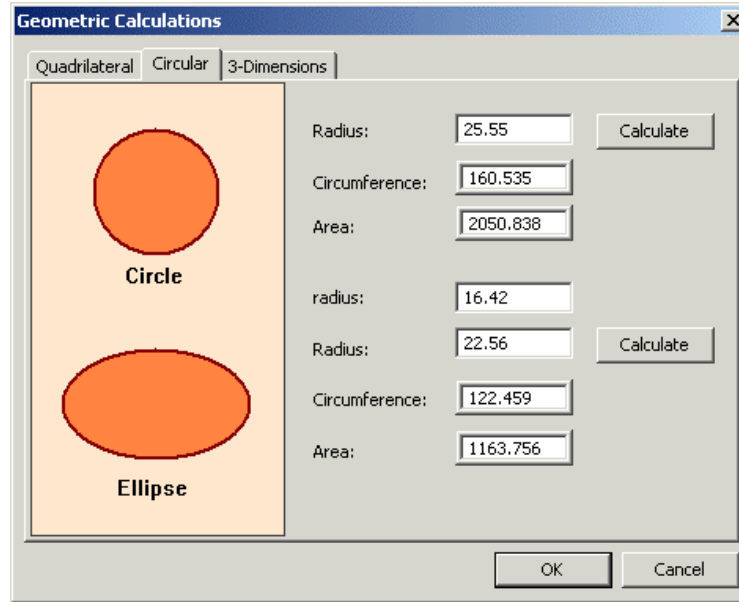 Geometric Calculations
Quadrilateral Circular 3-Dimensions
Radius: 25.55 Calculate
Circumference: 160.535
Area: 2050.838
Circle
radius: 16.42
Radius: 22.56 Calculate
Circumference: 122.459
Area: 1163.756
Ellipse
OK Cancel